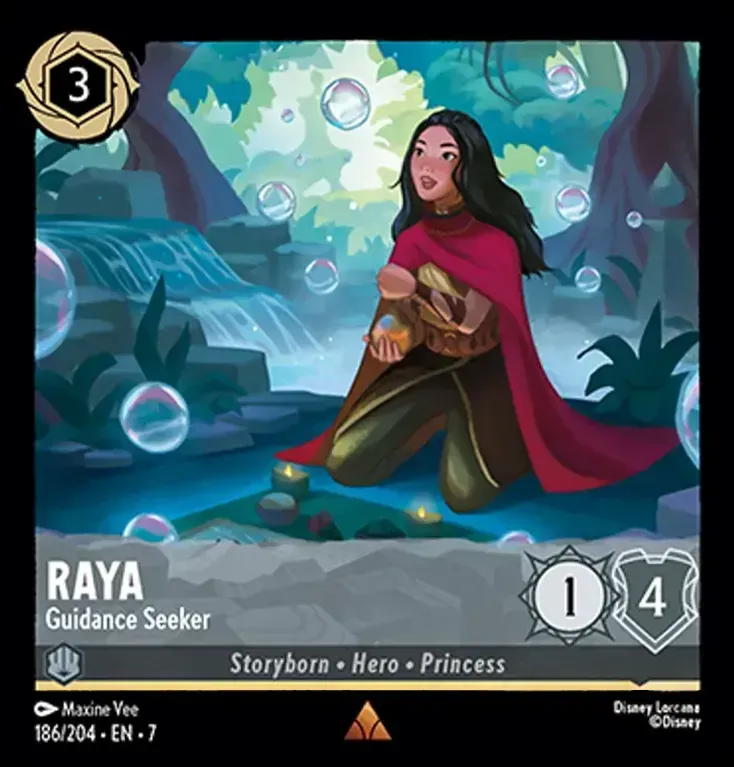 3
RAYA
Guidance Seeker
1
4
Storyborn • Hero • Princess
Maxine Vee
186/204 • EN • 7
Disney Lorcana
©Disney